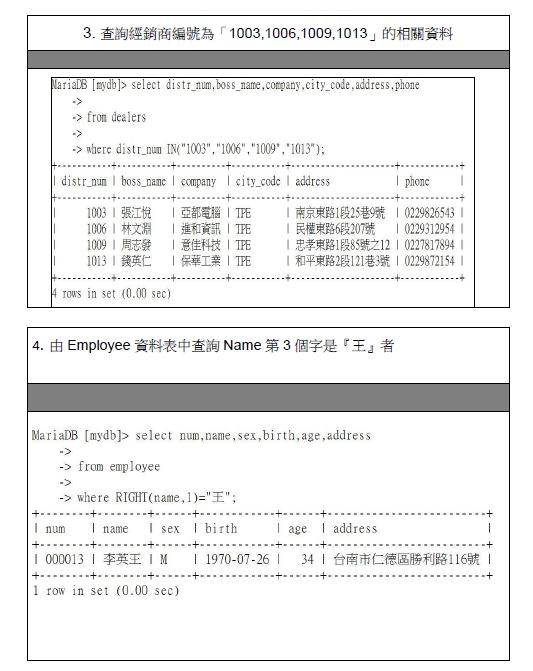 3. 查詢經銷商編號為「1003,1006,1009,1013」的相關資料
MariaDB [mydb]> select distr_num,boss_name,company,city_code,address,phone
->
-> from dealers
->
-> where distr_num IN("1003","1006","1009","1013");
+-----------+-----------+----------+-----------+---------------------+------------+
| distr_num | boss_name | company | city_code | address | phone |
+-----------+-----------+----------+-----------+---------------------+------------+
| 1003 | 張江悅 | 亞都電腦 | TPE | 南京東路1段25巷9號 | 0229826543 |
| 1006 | 林文淵 | 進和資訊 | TPE | 民權東路6段207號 | 0229312954 |
| 1009 | 周志發 | 意佳科技 | TPE | 忠孝東路1段85號之12 | 0227817894 |
| 1013 | 錢英仁 | 保華工業 | TPE | 和平東路2段121巷3號 | 0229872154 |
+-----------+-----------+----------+-----------+---------------------+------------+
4 rows in set (0.00 sec)
4. 由 Employee 資料表中查詢 Name 第 3 個字是『王』者
MariaDB [mydb]> select num,name,sex,birth,age,address
->
-> from employee
->
-> where RIGHT(name,1)="王";
+--------+--------+------+------------+------+-------------------------+
| num | name | sex | birth | age | address |
+--------+--------+------+------------+------+-------------------------+
| 000013 | 李英王 | M | 1970-07-26 | 34 | 台南市仁德區勝利路116號 |
+--------+--------+------+------------+------+-------------------------+
1 row in set (0.00 sec)